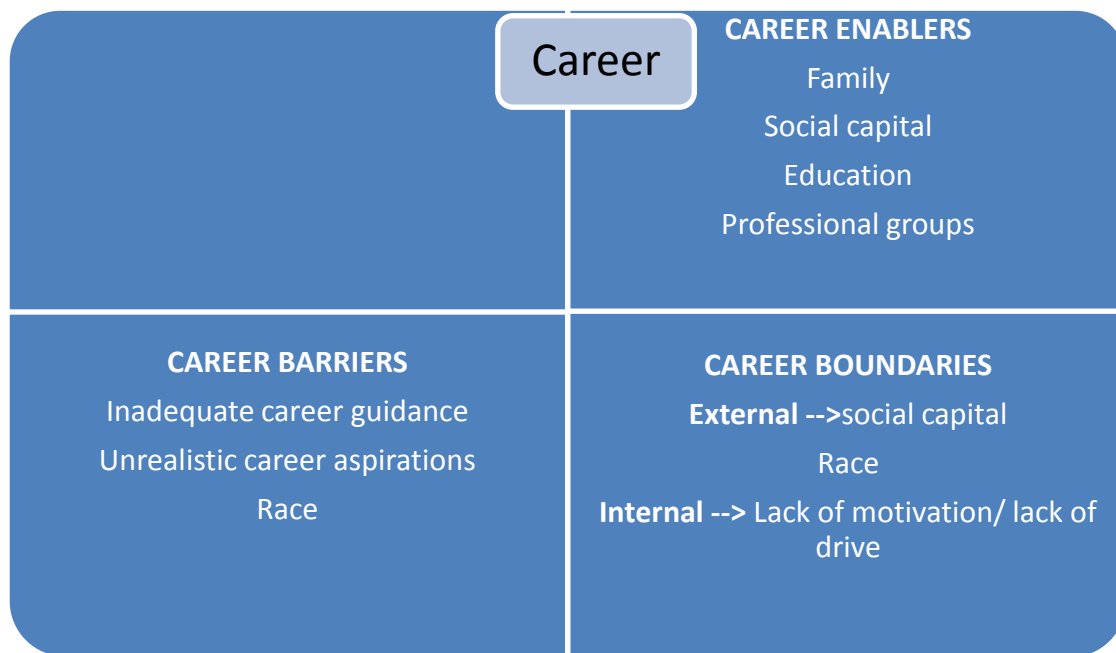 Career
CAREER ENABLERS
Family
Social capital
Education
Professional groups
CAREER BARRIERS
Inadequate career guidance
Unrealistic career aspirations
Race
CAREER BOUNDARIES
External -->social capital
Race
Internal --> Lack of motivation/ lack of
drive